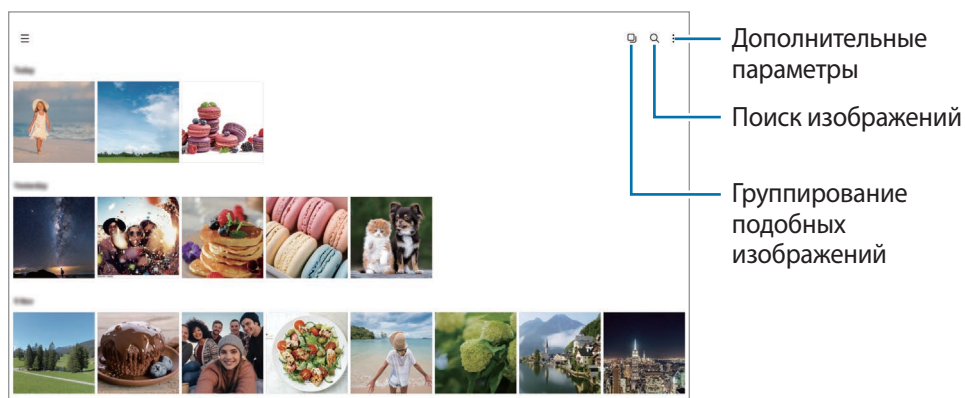 Дополнительные
параметры
Поиск изображений
Группирование
подобных
изображений